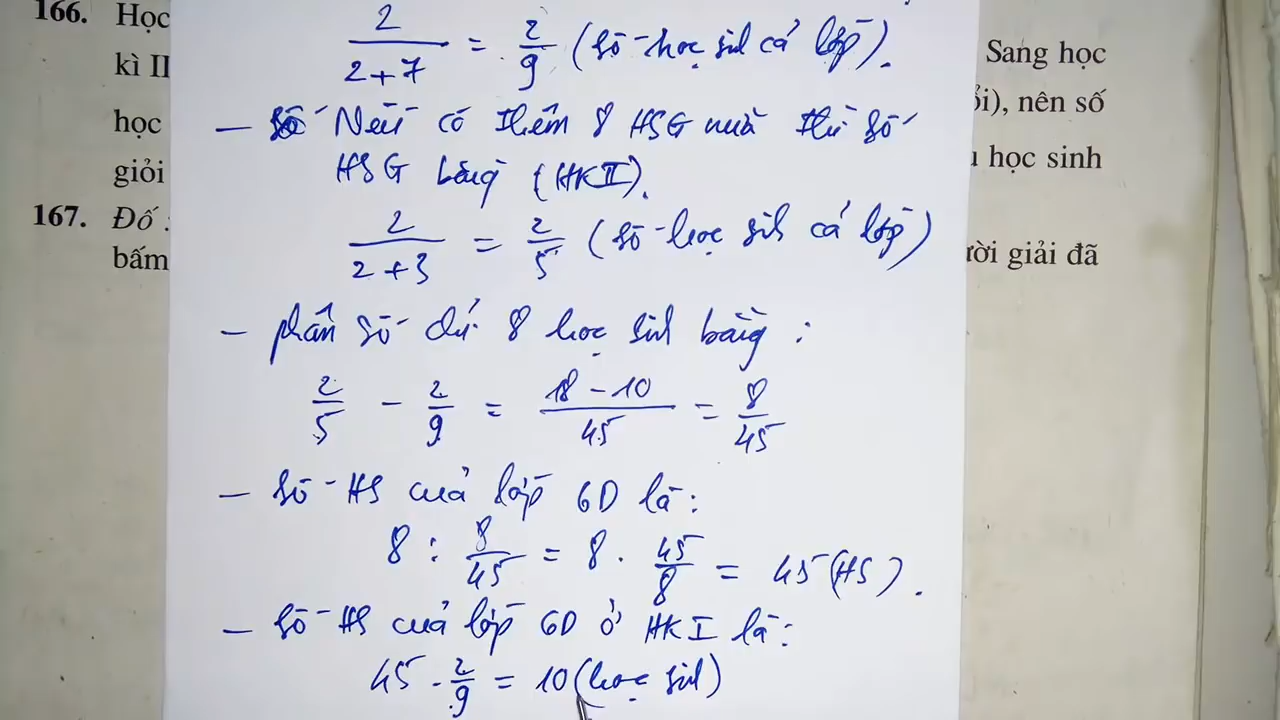 166. Học
2/(2+7) = 2/9 (số học sinh cả lớp).
kì II
Sang học
học
ỏi), nên số
– Nếu có thêm 8 HSG nữa thì số
giỏi
HSG bằng (HKII).
học sinh
167. Đố
2/(2+3) = 2/5 (số học sinh cả lớp)
bấm
giải đã
– phân số chỉ 8 học sinh bằng:
2/5 - 2/9 = (18-10)/45 = 8/45
– Số HS của lớp 6D là:
8 : 8/45 = 8 . 45/8 = 45 (HS).
– Số HS của lớp 6D ở HKI là:
45 . 2/9 = 10 (học sinh)